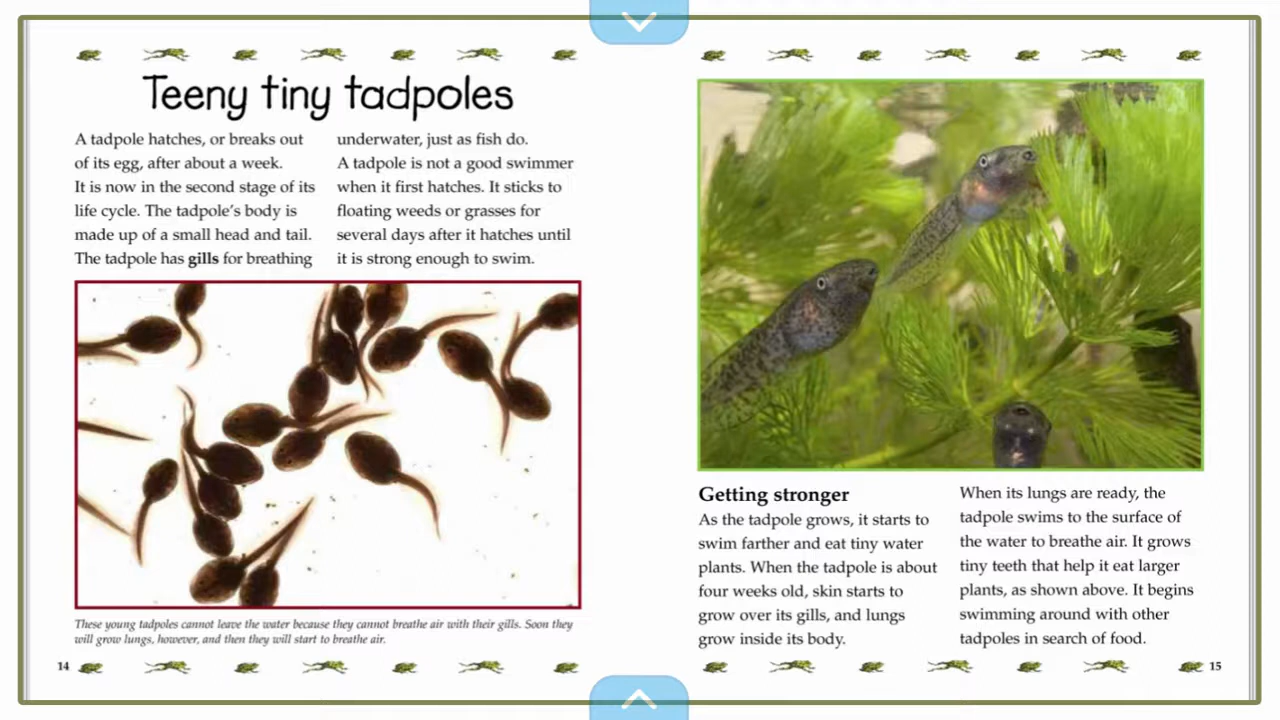 Teeny tiny tadpoles
A tadpole hatches, or breaks out
of its egg, after about a week.
It is now in the second stage of its
life cycle. The tadpole's body is
made up of a small head and tail.
The tadpole has gills for breathing
underwater, just as fish do.
A tadpole is not a good swimmer
when it first hatches. It sticks to
floating weeds or grasses for
several days after it hatches until
it is strong enough to swim.
These young tadpoles cannot leave the water because they cannot breathe air with their gills. Soon they
will grow lungs, however, and then they will start to breathe air.
14
Getting stronger
As the tadpole grows, it starts to
swim farther and eat tiny water
plants. When the tadpole is about
four weeks old, skin starts to
grow over its gills, and lungs
grow inside its body.
When its lungs are ready, the
tadpole swims to the surface of
the water to breathe air. It grows
tiny teeth that help it eat larger
plants, as shown above. It begins
swimming around with other
tadpoles in search of food.
15